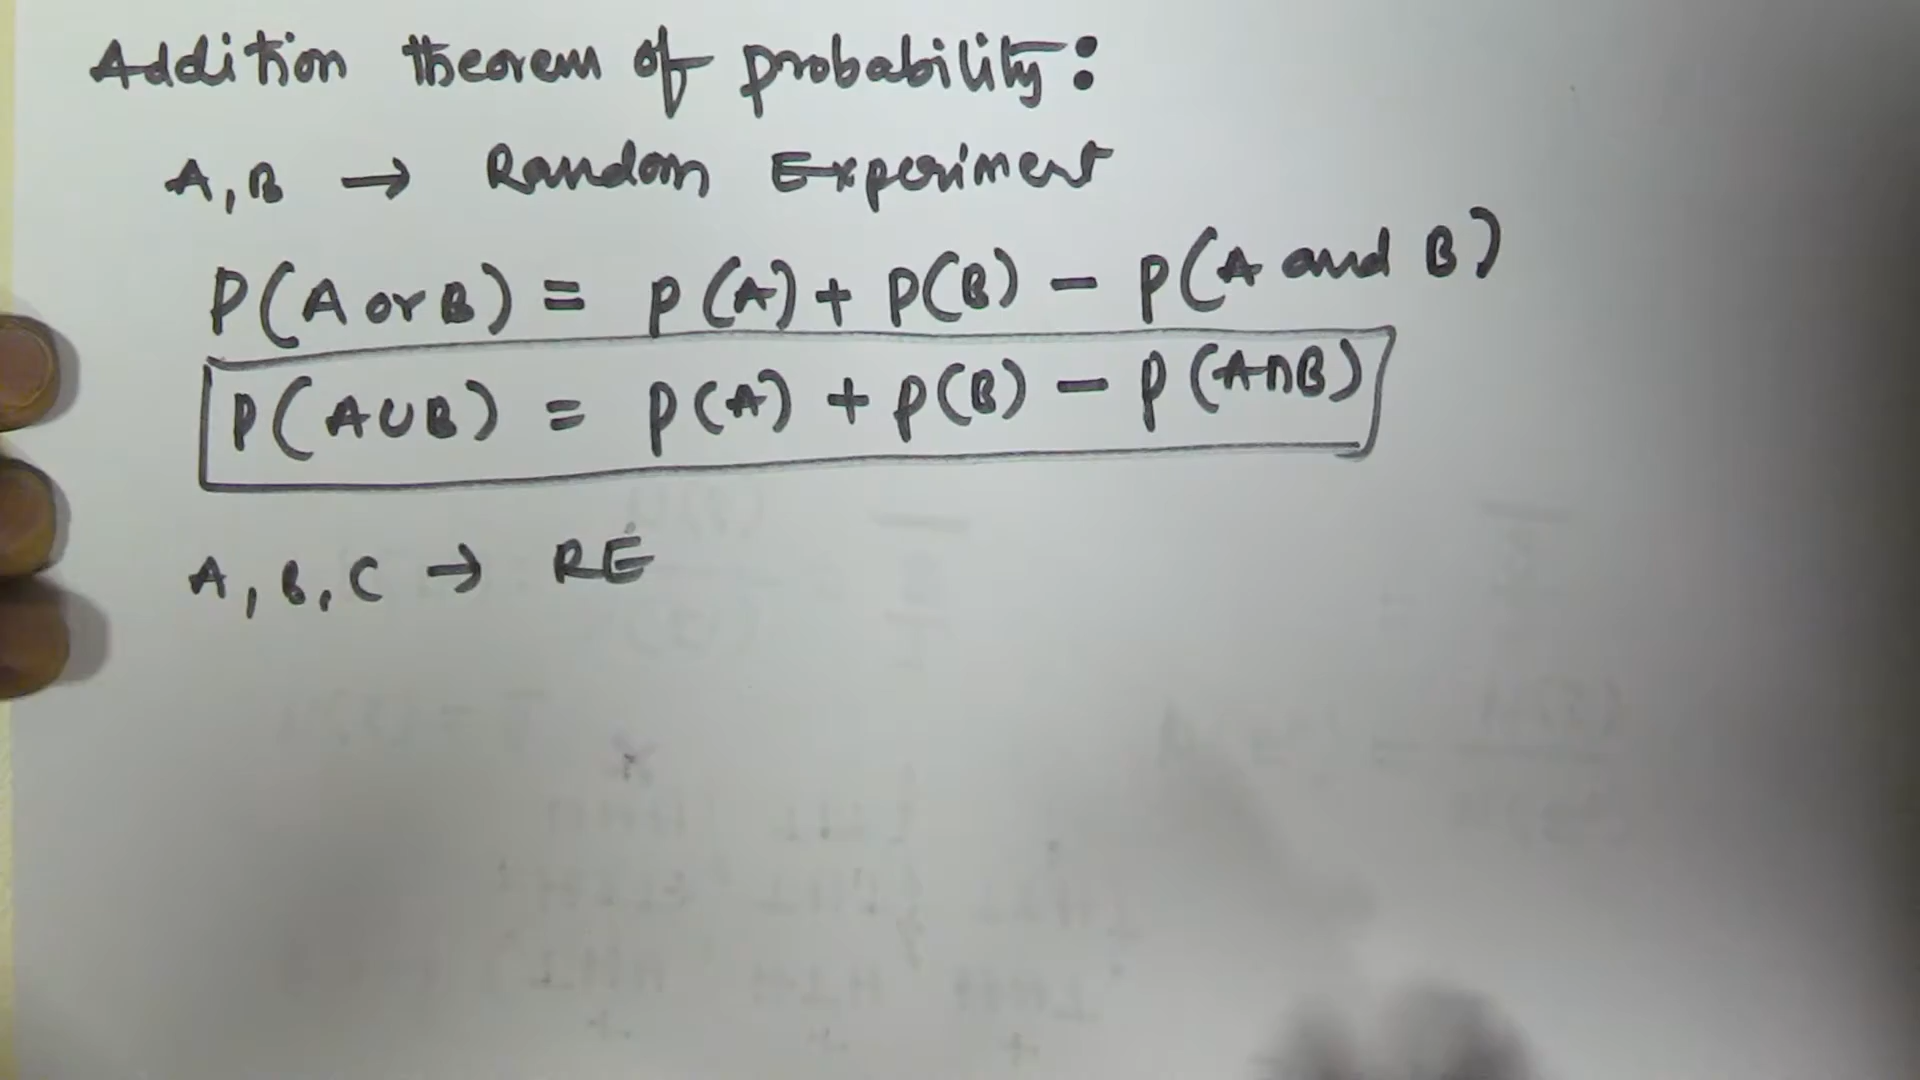 Addition theorem of probability:
A, B → Random Experiment
P(A or B) = P(A) + P(B) - P(A and B)
P(A∪B) = P(A) + P(B) - P(A∩B)
A, B, C → RE